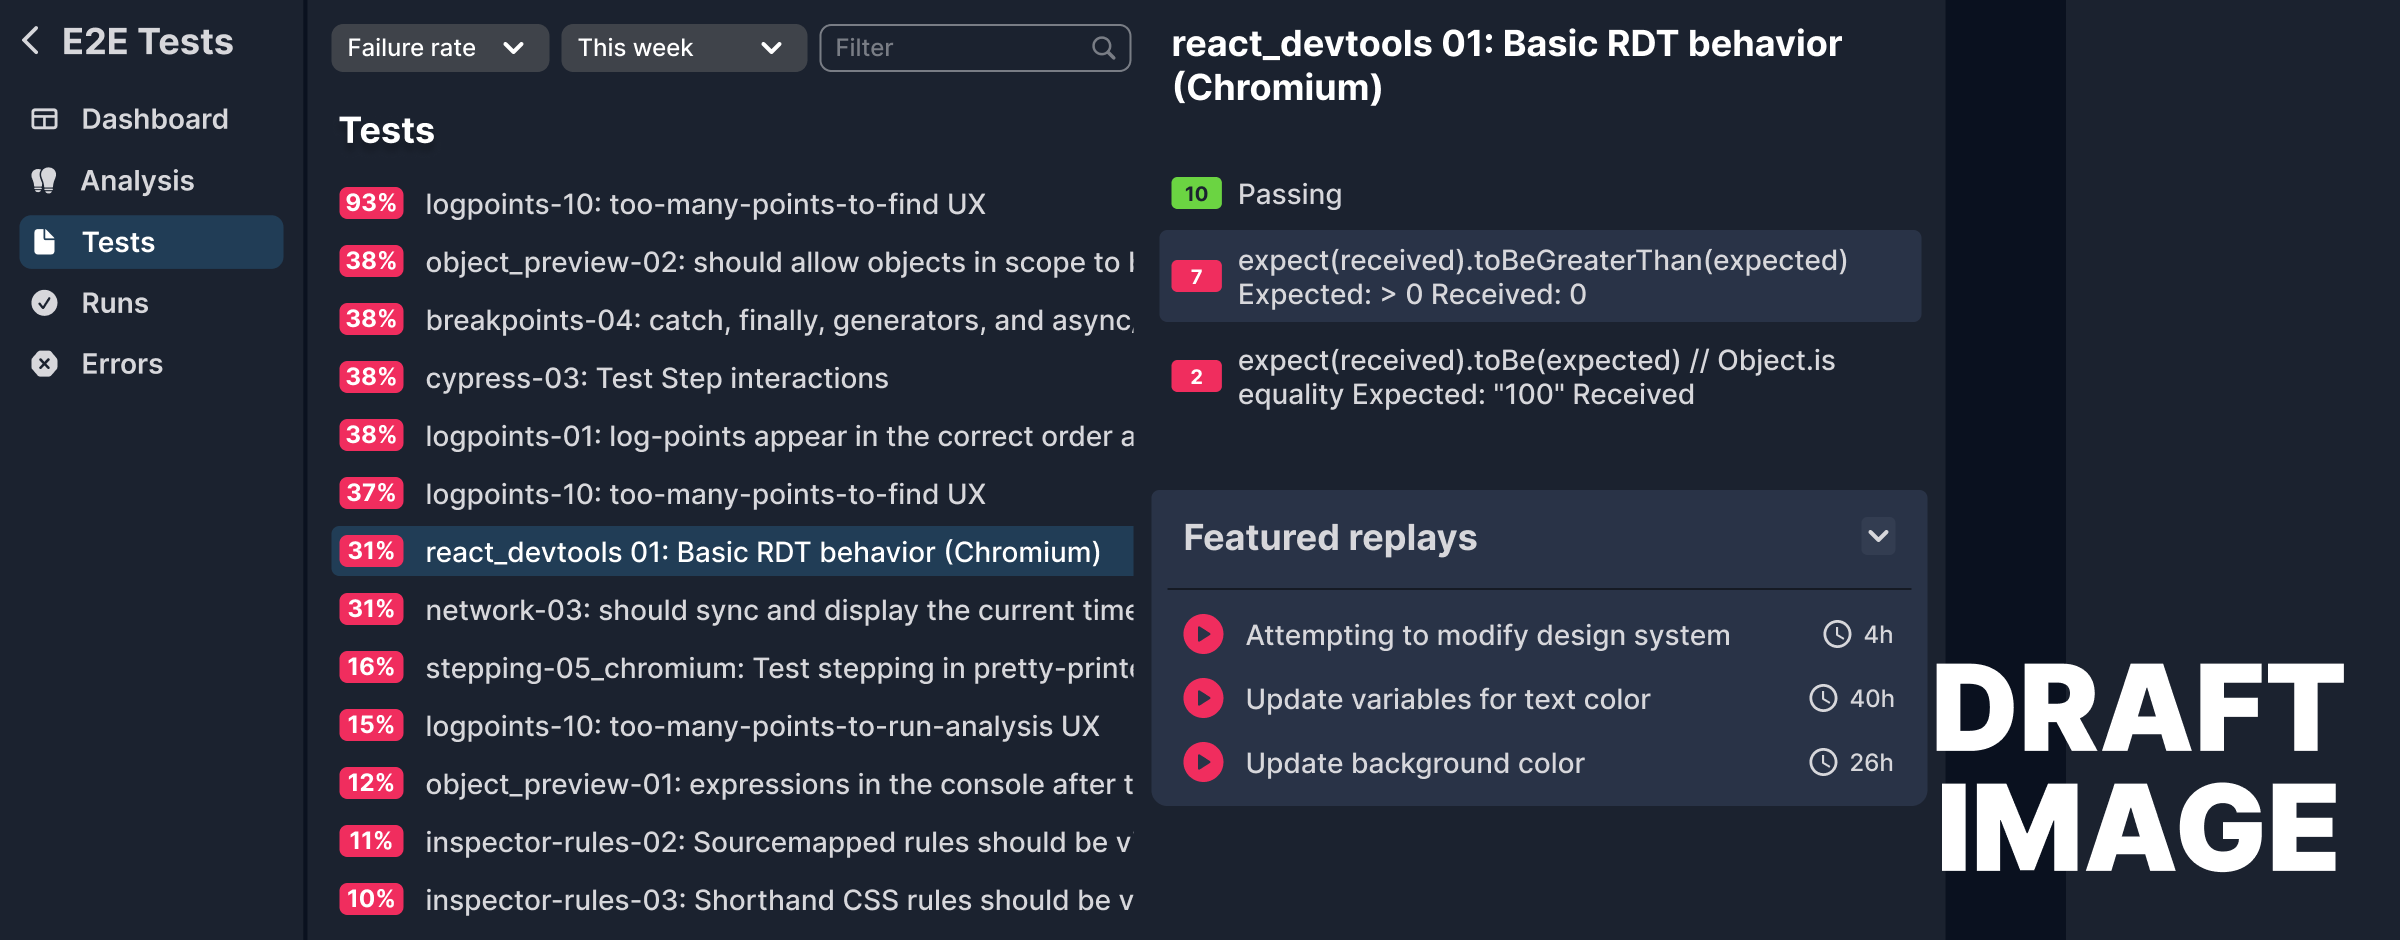 E2E Tests
Dashboard
Analysis
Tests
Runs
Errors
Failure rate
This week
Filter
Tests
93% logpoints-10: too-many-points-to-find UX
38% object_preview-02: should allow objects in scope to
38% breakpoints-04: catch, finally, generators, and async,
38% cypress-03: Test Step interactions
38% logpoints-01: log-points appear in the correct order a
37% logpoints-10: too-many-points-to-find UX
31% react_devtools 01: Basic RDT behavior (Chromium)
31% network-03: should sync and display the current time
16% stepping-05_chromium: Test stepping in pretty-printe
15% logpoints-10: too-many-points-to-run-analysis UX
12% object_preview-01: expressions in the console after t
11% inspector-rules-02: Sourcemapped rules should be v
10% inspector-rules-03: Shorthand CSS rules should be v
react_devtools 01: Basic RDT behavior
(Chromium)
10 Passing
7 expect(received).toBeGreaterThan(expected)
Expected: > 0 Received: 0
2 expect(received).toBe(expected) // Object.is
equality Expected: "100" Received
Featured replays
Attempting to modify design system 4h
Update variables for text color 40h
Update background color 26h
DRAFT
IMAGE